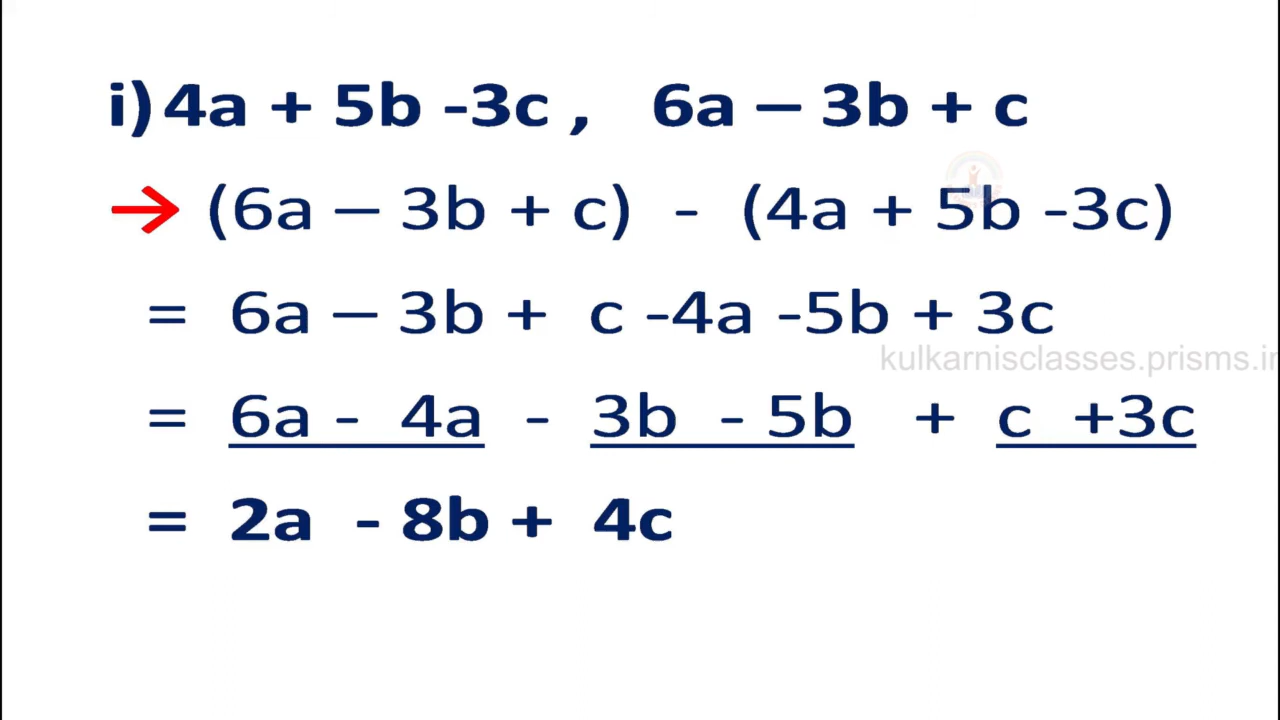 i) 4a + 5b -3c , 6a – 3b + c
→ (6a – 3b + c) - (4a + 5b -3c)
= 6a – 3b + c -4a -5b + 3c
kulkarnisclasses.prisms.in
= 6a - 4a - 3b - 5b + c +3c
= 2a - 8b + 4c